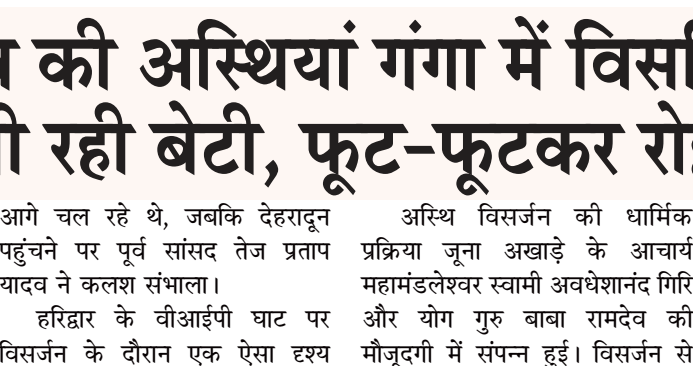 की अस्थियां गंगा में
रही बेटी, फूट-फूटकर
आगे चल रहे थे, जबकि देहरादून
पहुंचने पर पूर्व सांसद तेज प्रताप
यादव ने कलश संभाला।
हरिद्वार के वीआईपी घाट पर
विसर्जन के दौरान एक ऐसा दृश्य
अस्थि विसर्जन की धार्मिक
प्रक्रिया जूना अखाड़े के आचार्य
महामंडलेश्वर स्वामी अवधेशानंद गिरि
और योग गुरु बाबा रामदेव की
मौजूदगी में संपन्न हुई। विसर्जन से